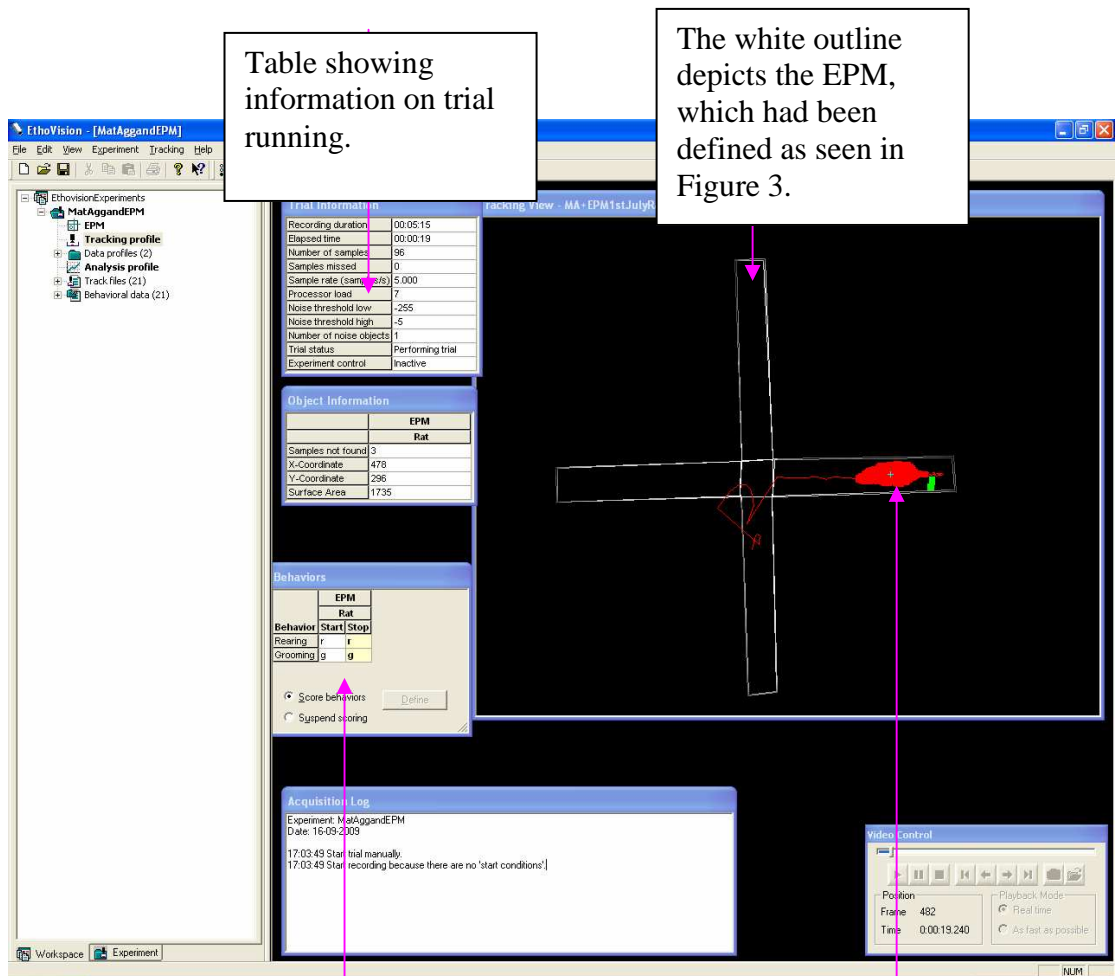 Table showing
information on trial
running.
The white outline
depicts the EPM,
which had been
defined as seen in
Figure 3.
EthoVision - [MatAggandEPM]
File Edit View Experiment Tracking Help
EthovisionExperiments
MatAggandEPM
EPM
Tracking profile
Data profiles (2)
Analysis profile
Track files (21)
Behavioral data (21)
Workspace Experiment
Trial Information
Recording duration 00:05:15
Elapsed time 00:00:19
Number of samples 96
Samples missed 0
Sample rate (samples/s) 5.000
Processor load 7
Noise threshold low -255
Noise threshold high -5
Number of noise objects 1
Trial status Performing trial
Experiment control Inactive
Tracking View - MA+EPM1stJulyRa
Object Information
EPM
Rat
Samples not found 3
X-Coordinate 478
Y-Coordinate 296
Surface Area 1735
Behaviors
EPM
Rat
Behavior Start Stop
Rearing r r
Grooming g g
Score behaviors Define
Suspend scoring
Acquisition Log
Experiment: MatAggandEPM
Date: 16-09-2009
17:03:49 Start trial manually.
17:03:49 Start recording because there are no 'start conditions'.
Video Control
Position
Frame 482
Time 0:00:19.240
Playback Mode
Real time
As fast as possible
NUM